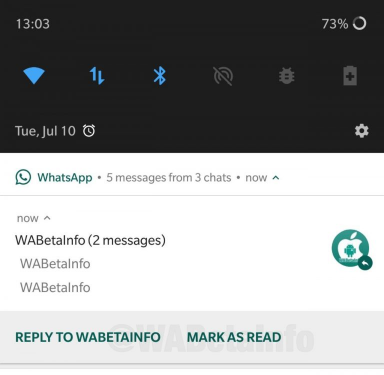 13:03
73%
Tue, Jul 10
WhatsApp • 5 messages from 3 chats • now
now
WABetaInfo (2 messages)
WABetaInfo
WABetaInfo
REPLY TO WABETAINFO MARK AS READ
@WABetaInfo